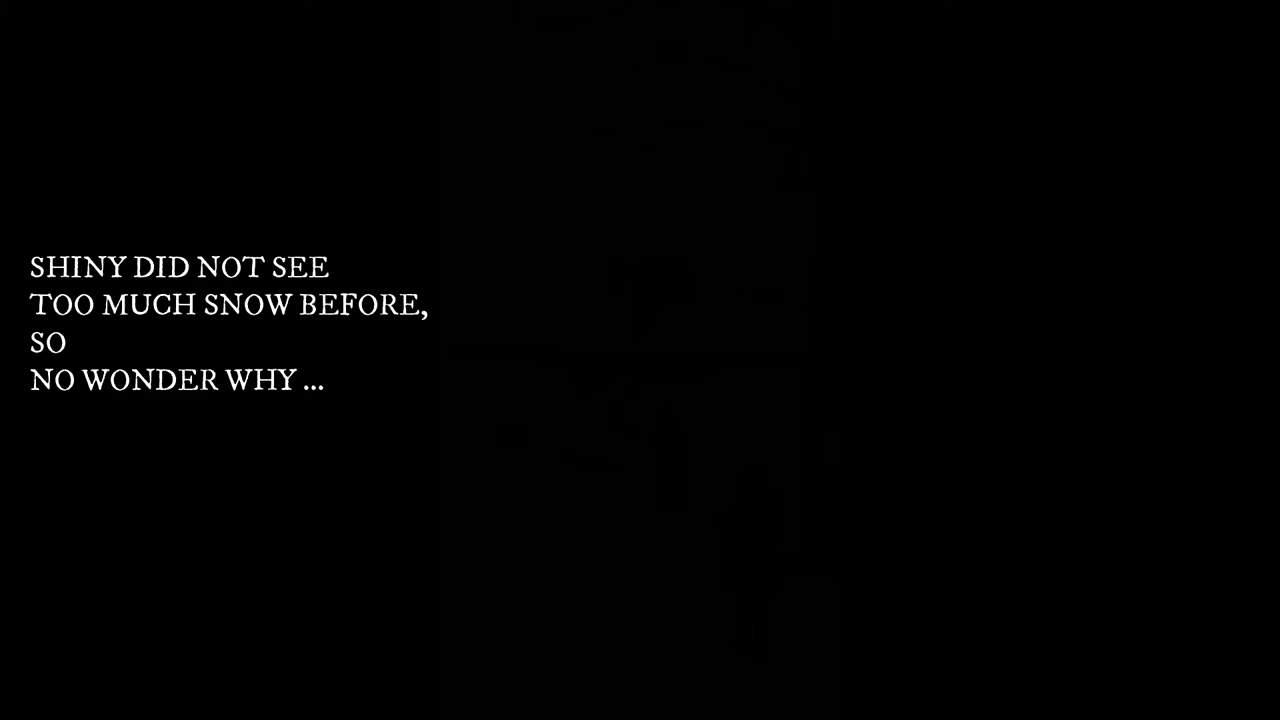 SHINY DID NOT SEE
TOO MUCH SNOW BEFORE,
SO
NO WONDER WHY ...